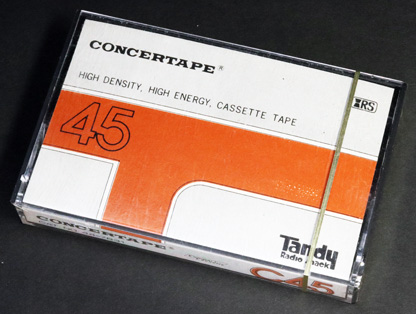 CONCERTAPE®
IRS
HIGH DENSITY, HIGH ENERGY, CASSETTE TAPE
45
Tandy
Radio Shack
CONCERTAPE®
C45